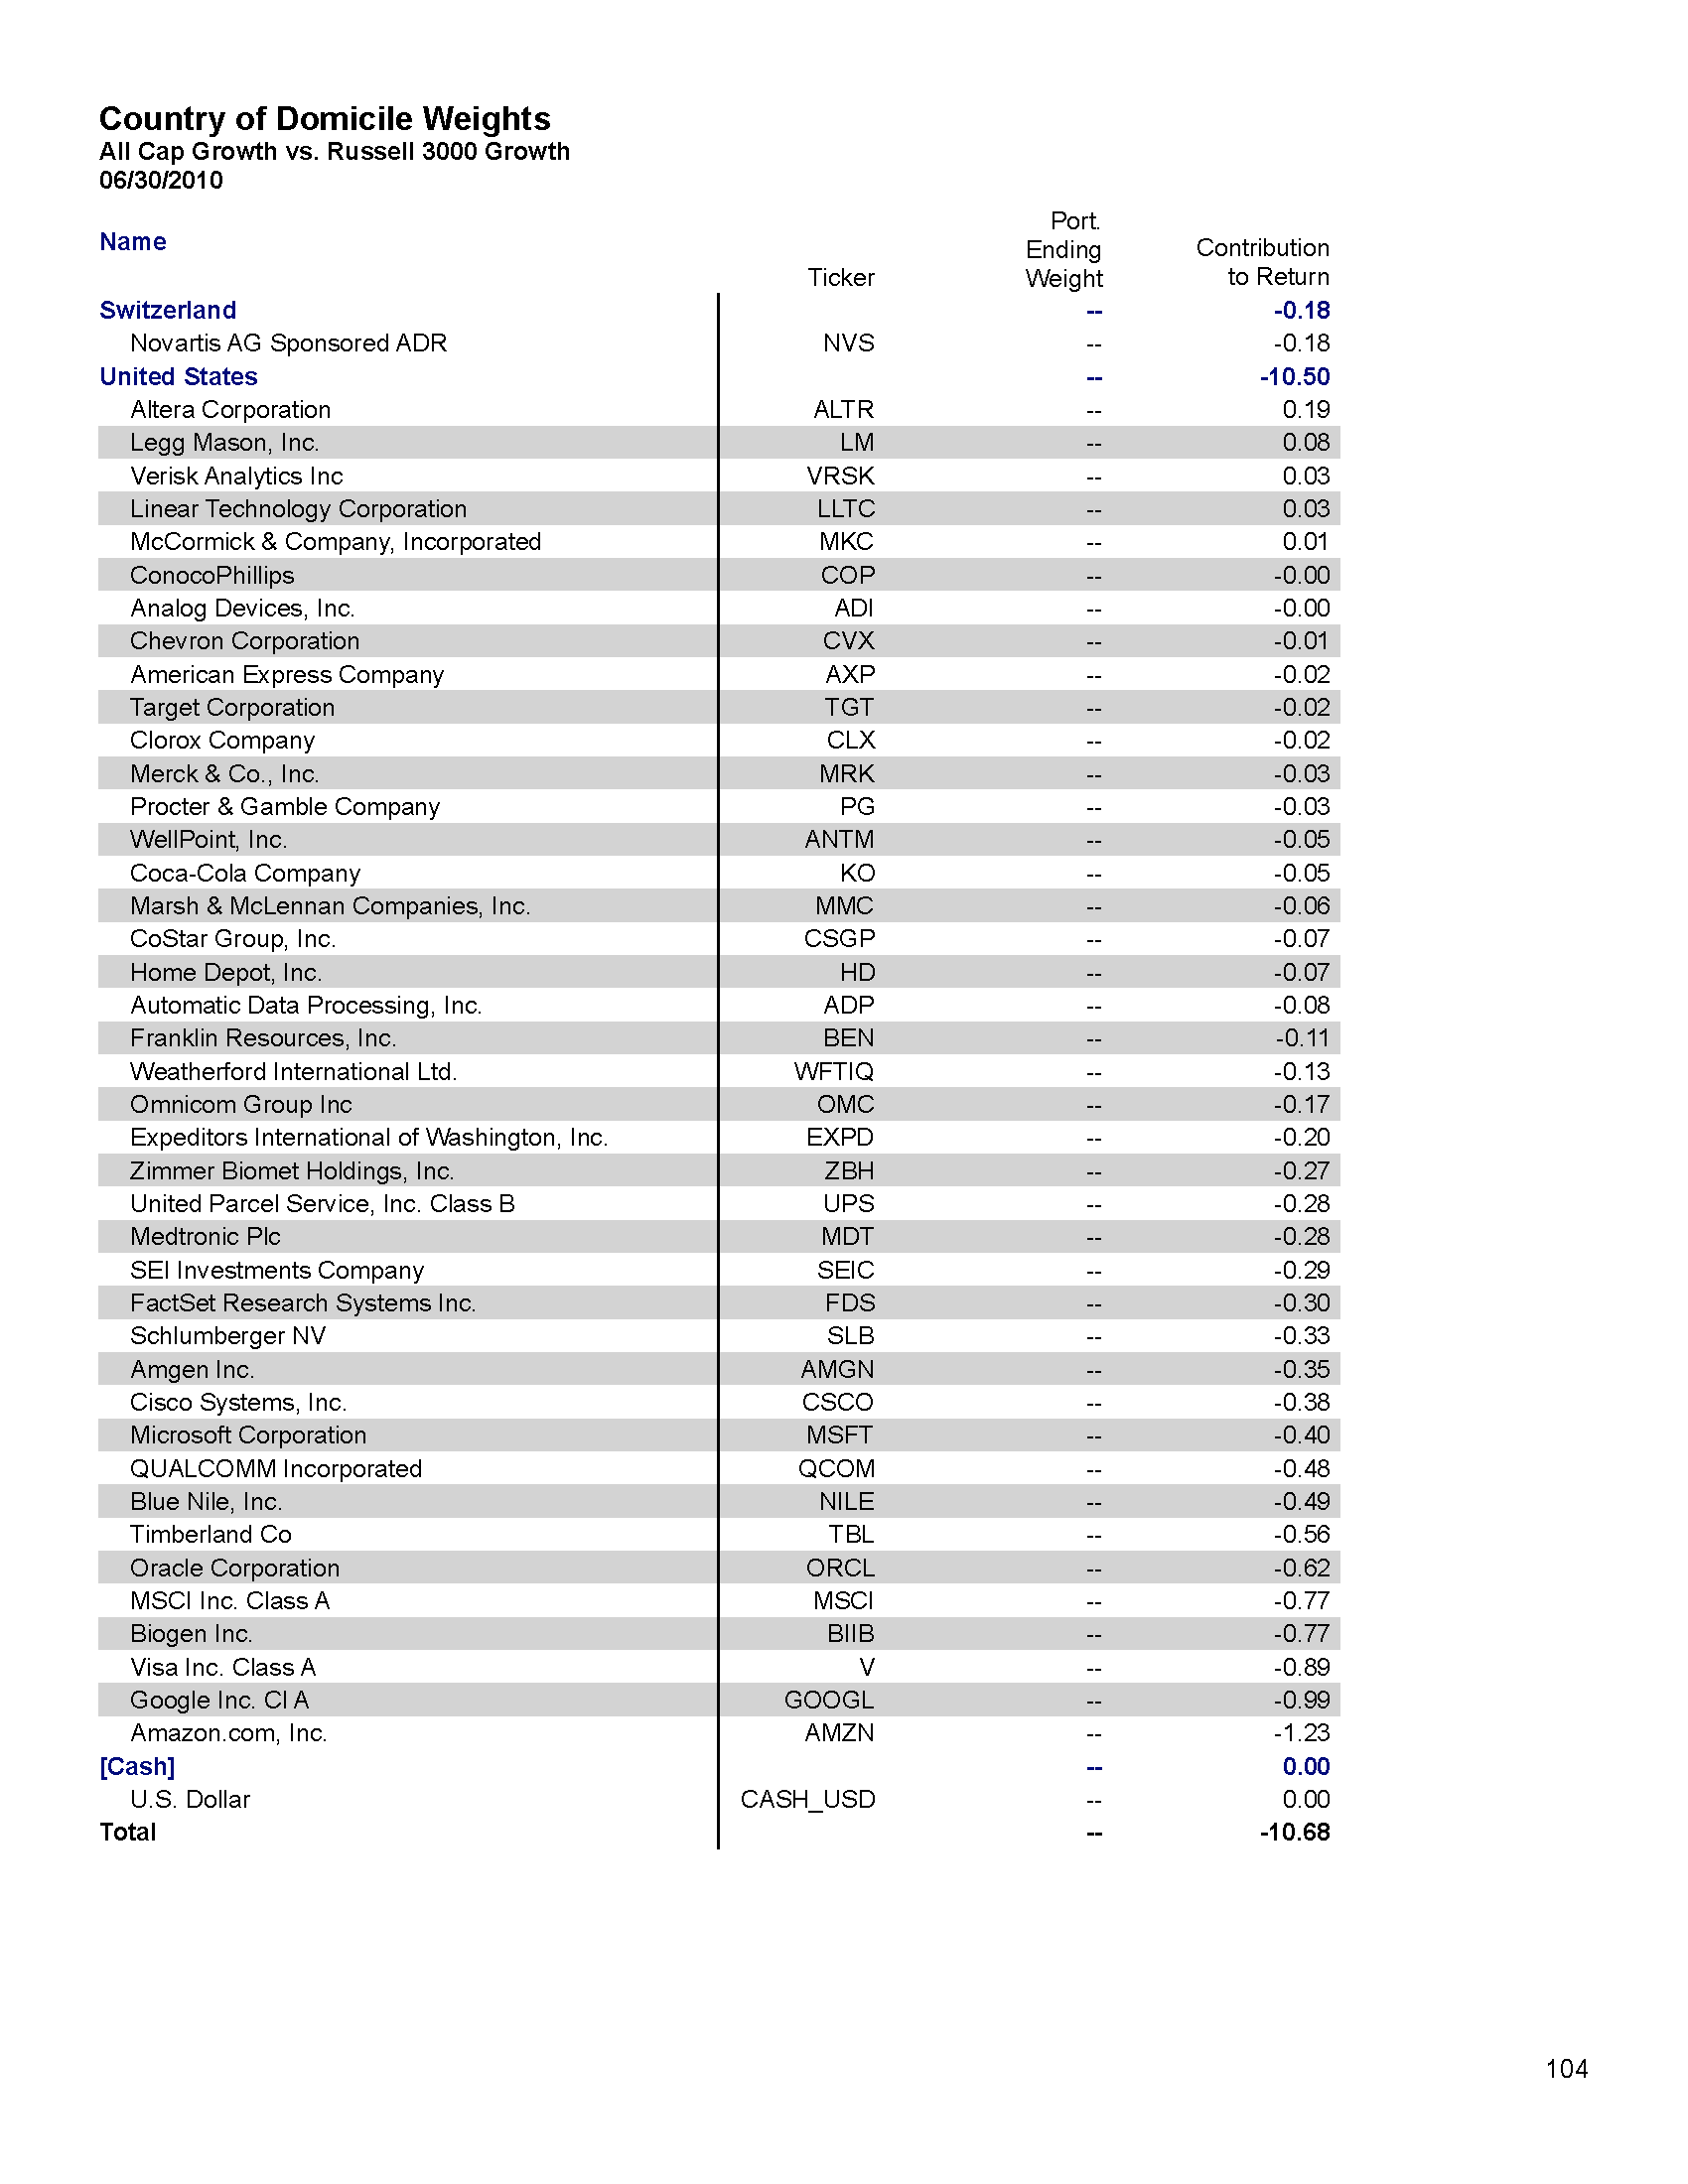 Country of Domicile Weights
All Cap Growth vs. Russell 3000 Growth
06/30/2010
Name Ticker Port. Ending Weight Contribution to Return
Switzerland -- -0.18
Novartis AG Sponsored ADR NVS -- -0.18
United States -- -10.50
Altera Corporation ALTR -- 0.19
Legg Mason, Inc. LM -- 0.08
Verisk Analytics Inc VRSK -- 0.03
Linear Technology Corporation LLTC -- 0.03
McCormick & Company, Incorporated MKC -- 0.01
ConocoPhillips COP -- -0.00
Analog Devices, Inc. ADI -- -0.00
Chevron Corporation CVX -- -0.01
American Express Company AXP -- -0.02
Target Corporation TGT -- -0.02
Clorox Company CLX -- -0.02
Merck & Co., Inc. MRK -- -0.03
Procter & Gamble Company PG -- -0.03
WellPoint, Inc. ANTM -- -0.05
Coca-Cola Company KO -- -0.05
Marsh & McLennan Companies, Inc. MMC -- -0.06
CoStar Group, Inc. CSGP -- -0.07
Home Depot, Inc. HD -- -0.07
Automatic Data Processing, Inc. ADP -- -0.08
Franklin Resources, Inc. BEN -- -0.11
Weatherford International Ltd. WFTIQ -- -0.13
Omnicom Group Inc OMC -- -0.17
Expeditors International of Washington, Inc. EXPD -- -0.20
Zimmer Biomet Holdings, Inc. ZBH -- -0.27
United Parcel Service, Inc. Class B UPS -- -0.28
Medtronic Plc MDT -- -0.28
SEI Investments Company SEIC -- -0.29
FactSet Research Systems Inc. FDS -- -0.30
Schlumberger NV SLB -- -0.33
Amgen Inc. AMGN -- -0.35
Cisco Systems, Inc. CSCO -- -0.38
Microsoft Corporation MSFT -- -0.40
QUALCOMM Incorporated QCOM -- -0.48
Blue Nile, Inc. NILE -- -0.49
Timberland Co TBL -- -0.56
Oracle Corporation ORCL -- -0.62
MSCI Inc. Class A MSCI -- -0.77
Biogen Inc. BIIB -- -0.77
Visa Inc. Class A V -- -0.89
Google Inc. Cl A GOOGL -- -0.99
Amazon.com, Inc. AMZN -- -1.23
[Cash] -- 0.00
U.S. Dollar CASH_USD -- 0.00
Total -- -10.68
104